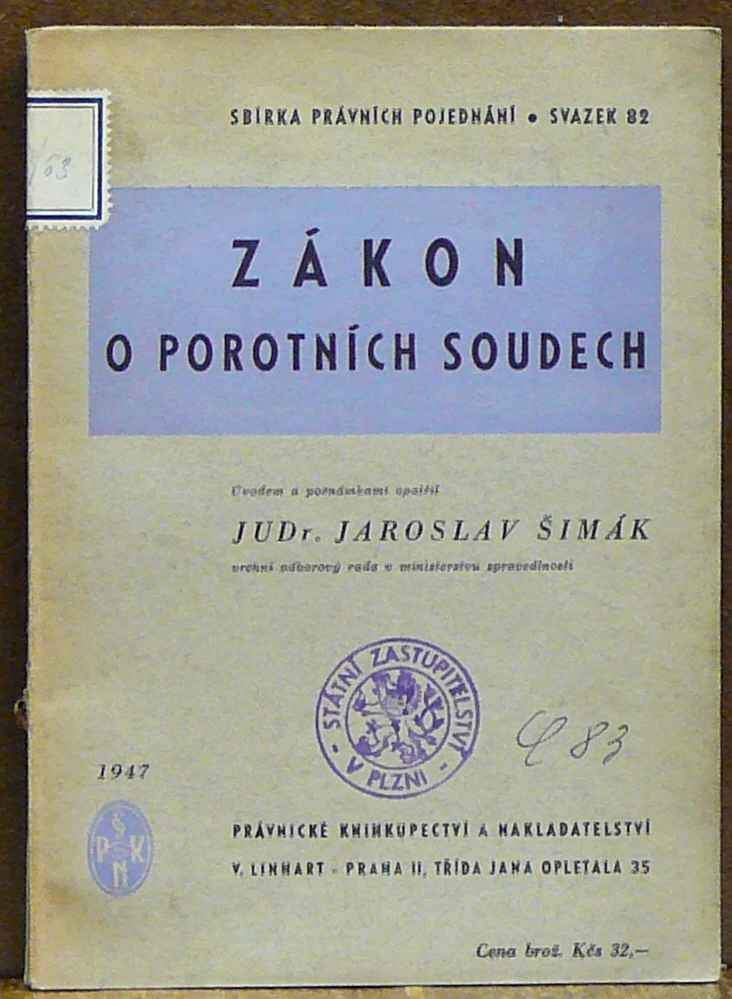 SBÍRKA PRÁVNÍCH POJEDNÁNÍ • SVAZEK 82
63
ZÁKON
O POROTNÍCH SOUDECH
Úvodem a poznámkami opatřil
JUDr. JAROSLAV ŠIMÁK
vrchní odborový rada v ministerstvu spravedlnosti
STÁTNÍ ZASTUPITELSTVÍ
- V PLZNI -
83
1947
Š
P K
N
PRÁVNICKÉ KNIHKUPECTVÍ A NAKLADATELSTVÍ
V. LINHART - PRAHA II, TŘÍDA JANA OPLETALA 35
Cena brož. Kčs 32,—